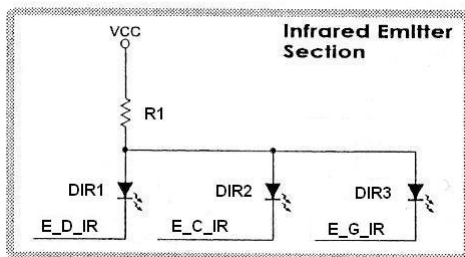 Infrared Emitter
Section
VCC
R1
DIR1
DIR2
DIR3
E_D_IR
E_C_IR
E_G_IR